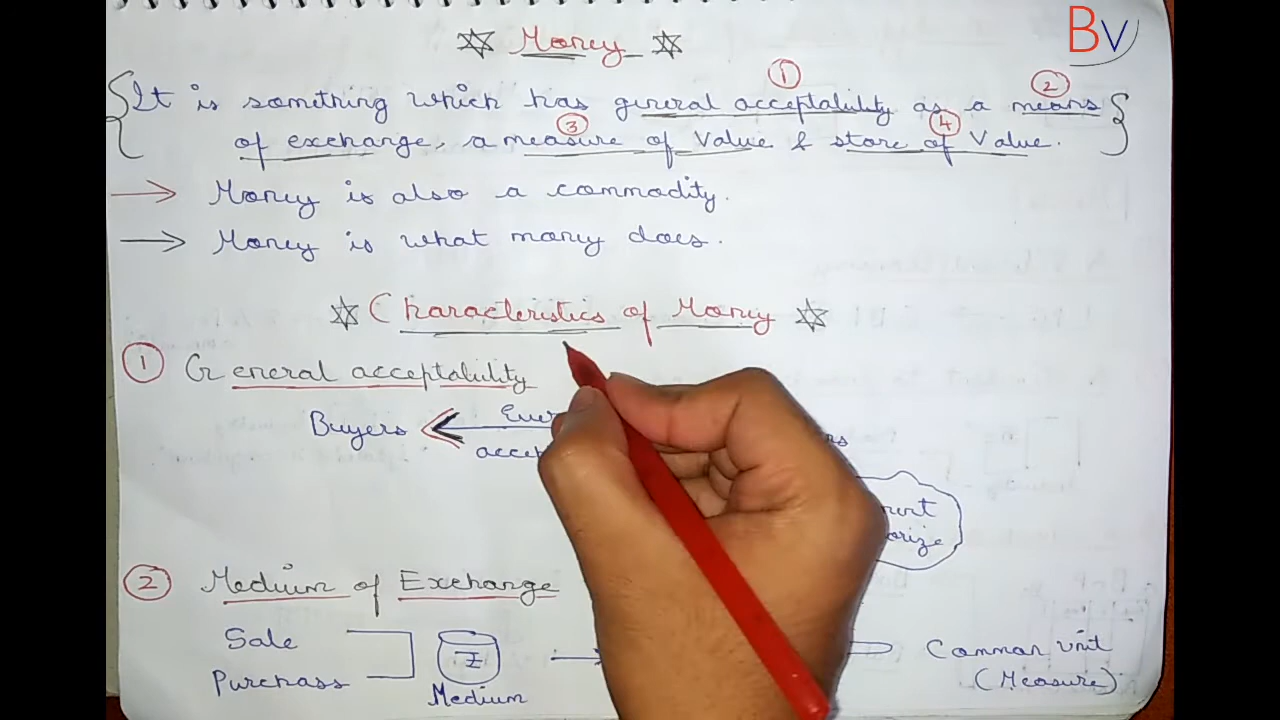 BV
Money
① ②
It is something which has general acceptability as a means
③ ④
of exchange, a measure of value & store of value.
→ Money is also a commodity.
→ Money is what money does.
Characteristics of Money
① General acceptability
Buyers
② Medium of Exchange
Sale
Purchass
Medium
Common unit
(Measure)